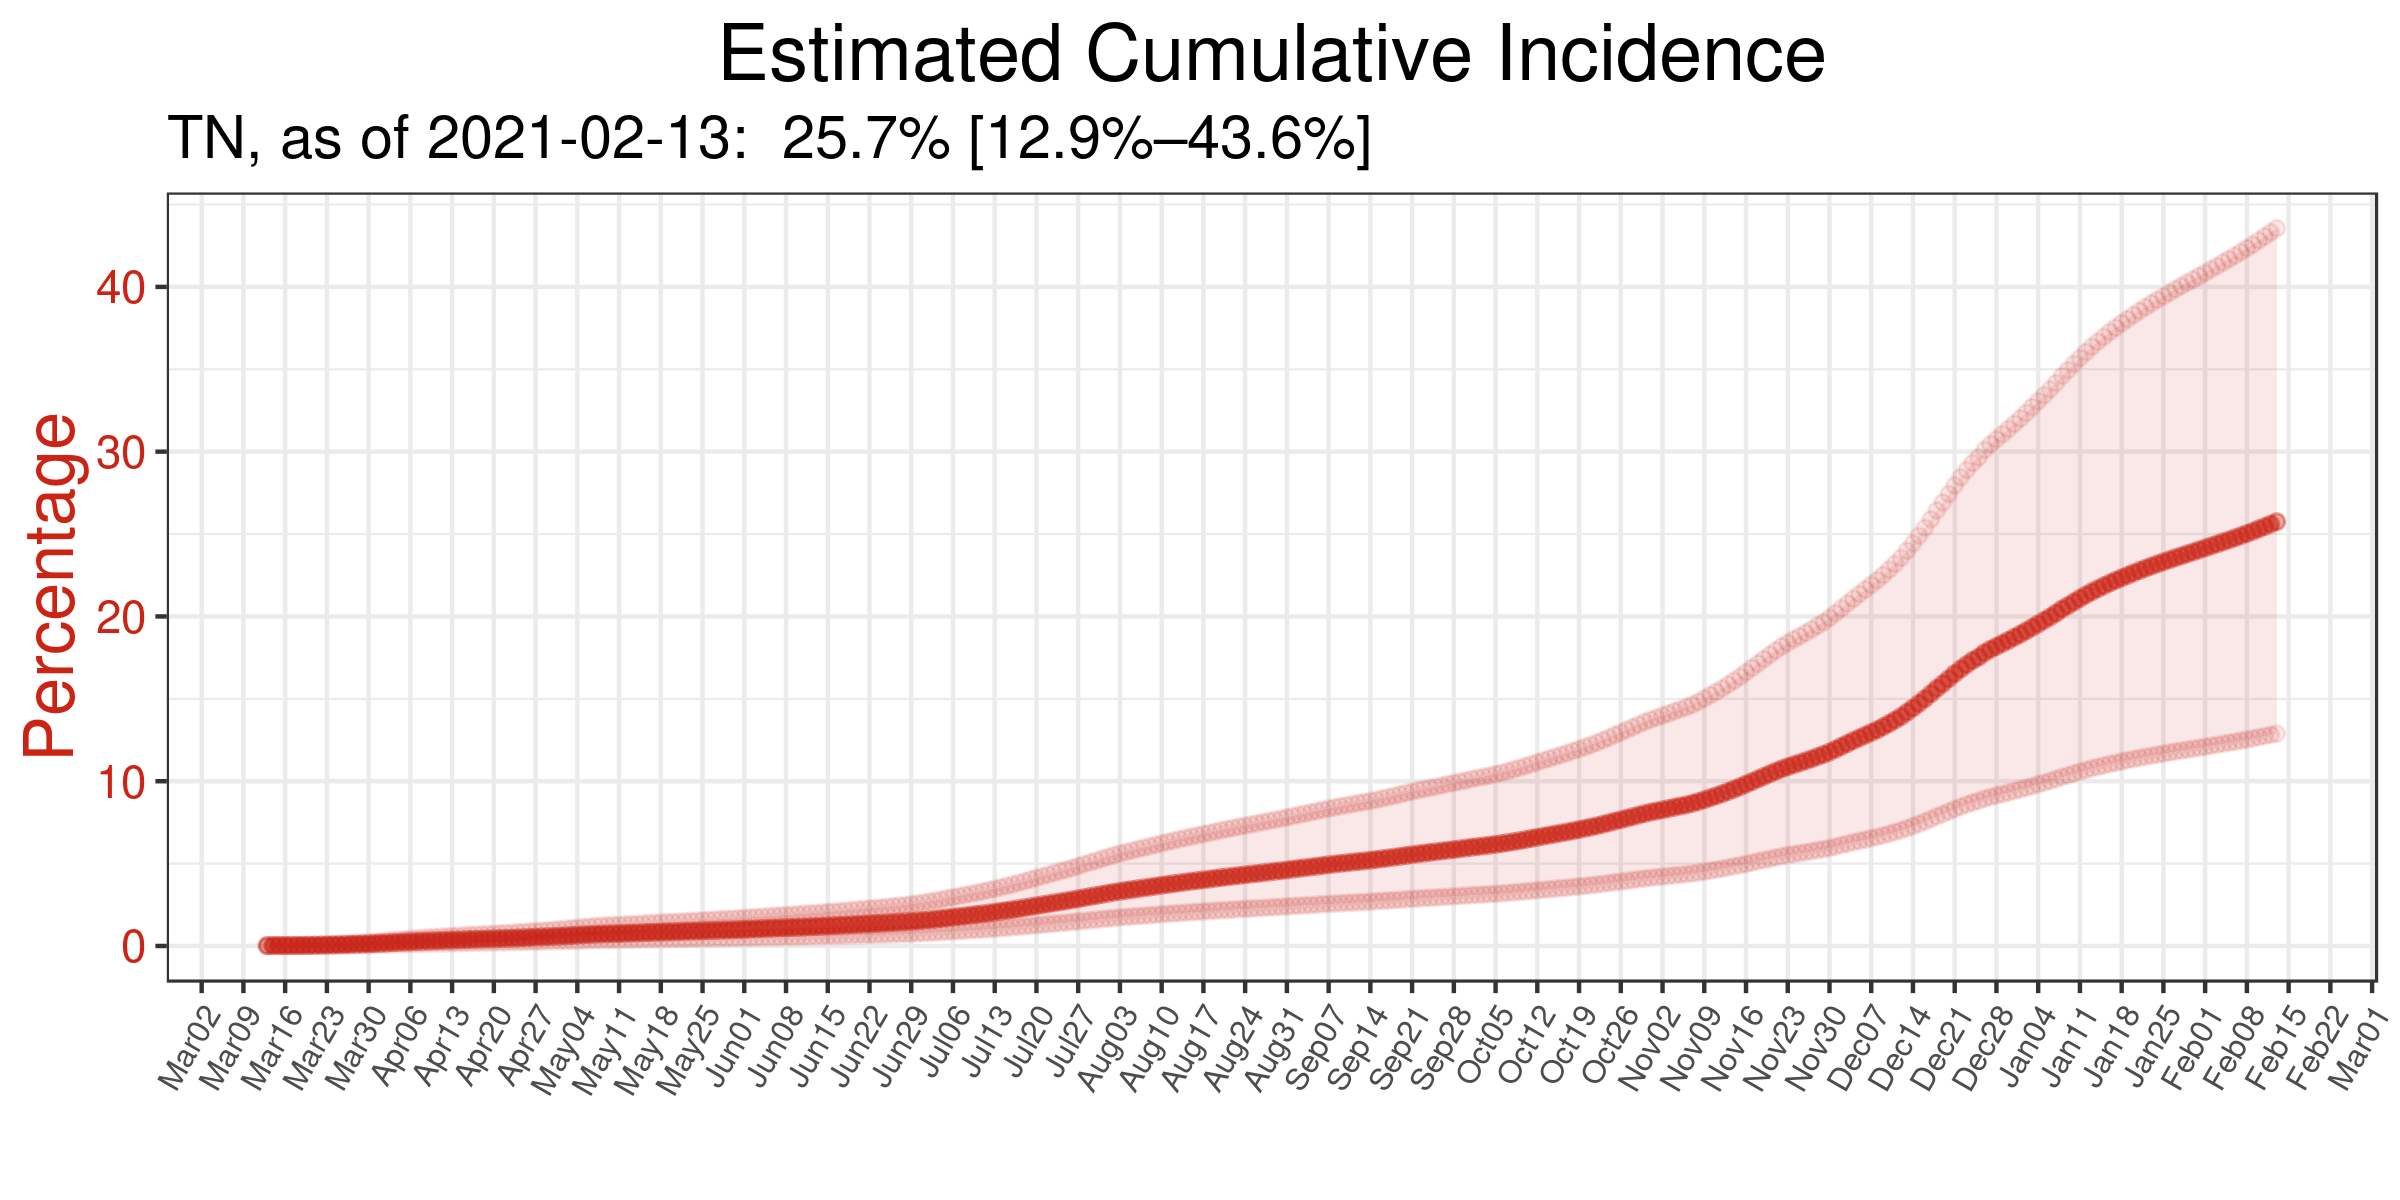 Estimated Cumulative Incidence
TN, as of 2021-02-13:  25.7% [12.9%–43.6%]
Percentage
40
30
20
10
0
Mar02
Mar09
Mar16
Mar23
Mar30
Apr06
Apr13
Apr20
Apr27
May04
May11
May18
May25
Jun01
Jun08
Jun15
Jun22
Jun29
Jul06
Jul13
Jul20
Jul27
Aug03
Aug10
Aug17
Aug24
Aug31
Sep07
Sep14
Sep21
Sep28
Oct05
Oct12
Oct19
Oct26
Nov02
Nov09
Nov16
Nov23
Nov30
Dec07
Dec14
Dec21
Dec28
Jan04
Jan11
Jan18
Jan25
Feb01
Feb08
Feb15
Feb22
Mar01